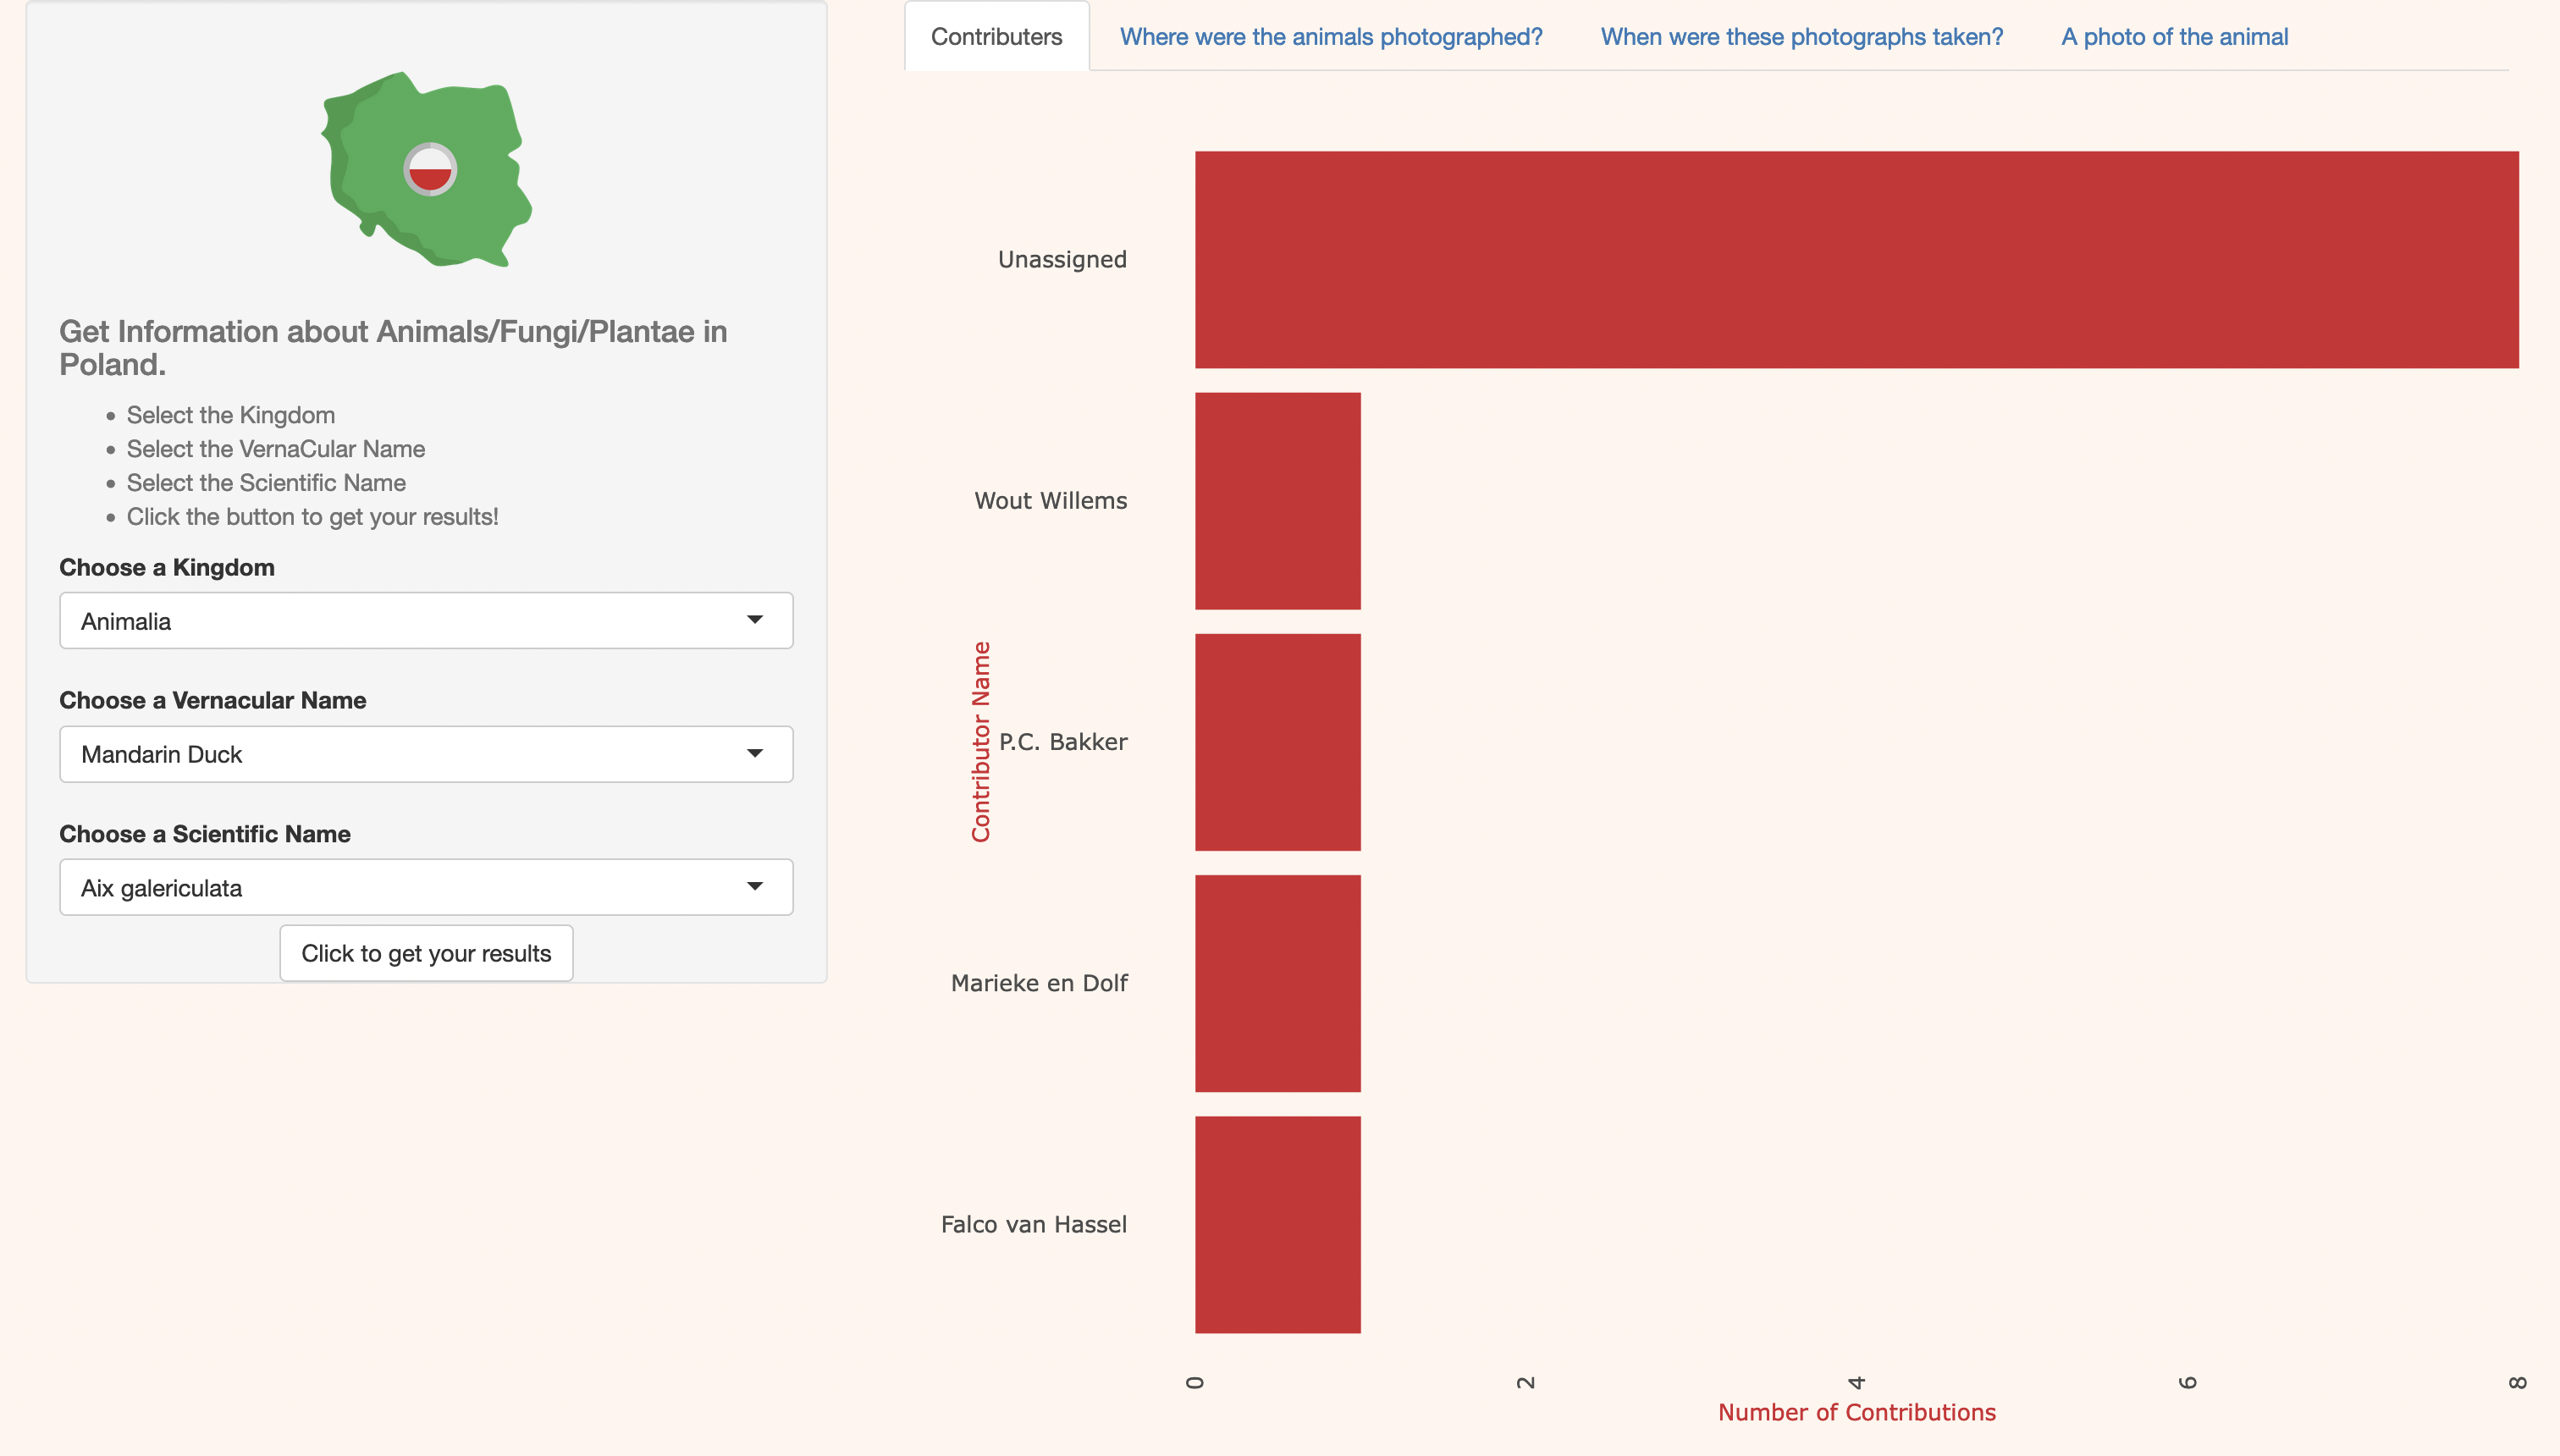 Get Information about Animals/Fungi/Plantae in
Poland.
Select the Kingdom
Select the VernaCular Name
Select the Scientific Name
Click the button to get your results!
Choose a Kingdom
Animalia
Choose a Vernacular Name
Mandarin Duck
Choose a Scientific Name
Aix galericulata
Click to get your results
Contributers
Where were the animals photographed?
When were these photographs taken?
A photo of the animal
Contributor Name
Unassigned
Wout Willems
P.C. Bakker
Marieke en Dolf
Falco van Hassel
0 2 4 6 8
Number of Contributions